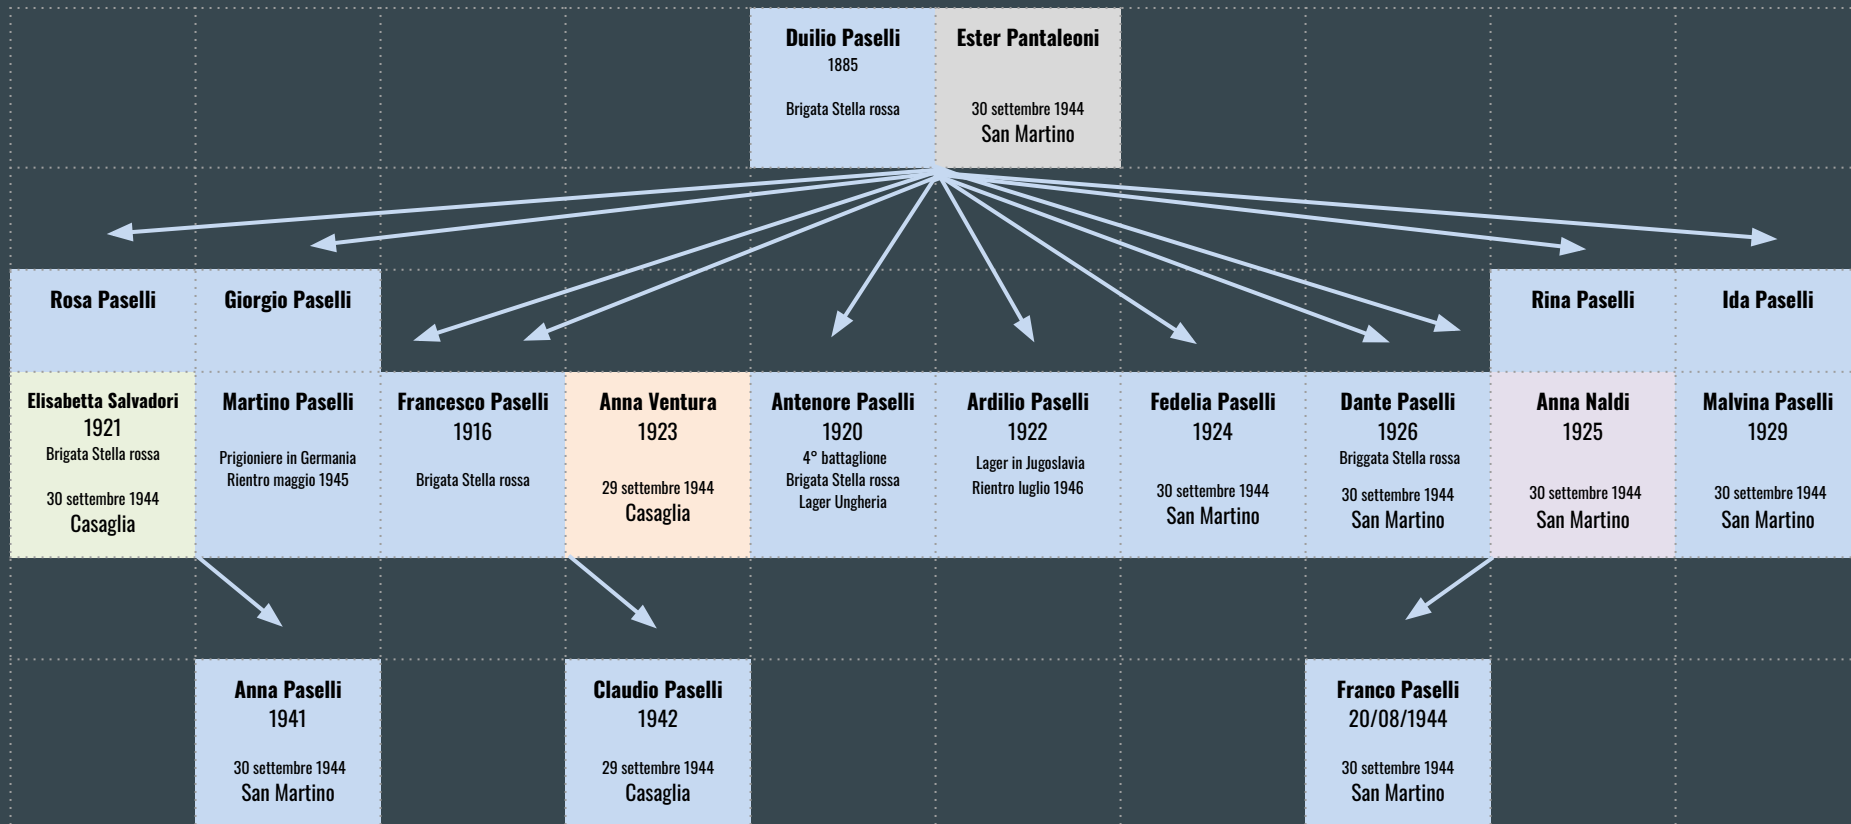 Duilio Paselli
1885
Brigata Stella rossa
Ester Pantaleoni
30 settembre 1944
San Martino
Rosa Paselli
Giorgio Paselli
Rina Paselli
Ida Paselli
Elisabetta Salvadori
1921
Brigata Stella rossa
30 settembre 1944
Casaglia
Martino Paselli
Prigioniere in Germania
Rientro maggio 1945
Francesco Paselli
1916
Brigata Stella rossa
Anna Ventura
1923
29 settembre 1944
Casaglia
Antenore Paselli
1920
4° battaglione
Brigata Stella rossa
Lager Ungheria
Ardilio Paselli
1922
Lager in Jugoslavia
Rientro luglio 1946
Fedelia Paselli
1924
30 settembre 1944
San Martino
Dante Paselli
1926
Briggata Stella rossa
30 settembre 1944
San Martino
Anna Naldi
1925
30 settembre 1944
San Martino
Malvina Paselli
1929
30 settembre 1944
San Martino
Anna Paselli
1941
30 settembre 1944
San Martino
Claudio Paselli
1942
29 settembre 1944
Casaglia
Franco Paselli
20/08/1944
30 settembre 1944
San Martino